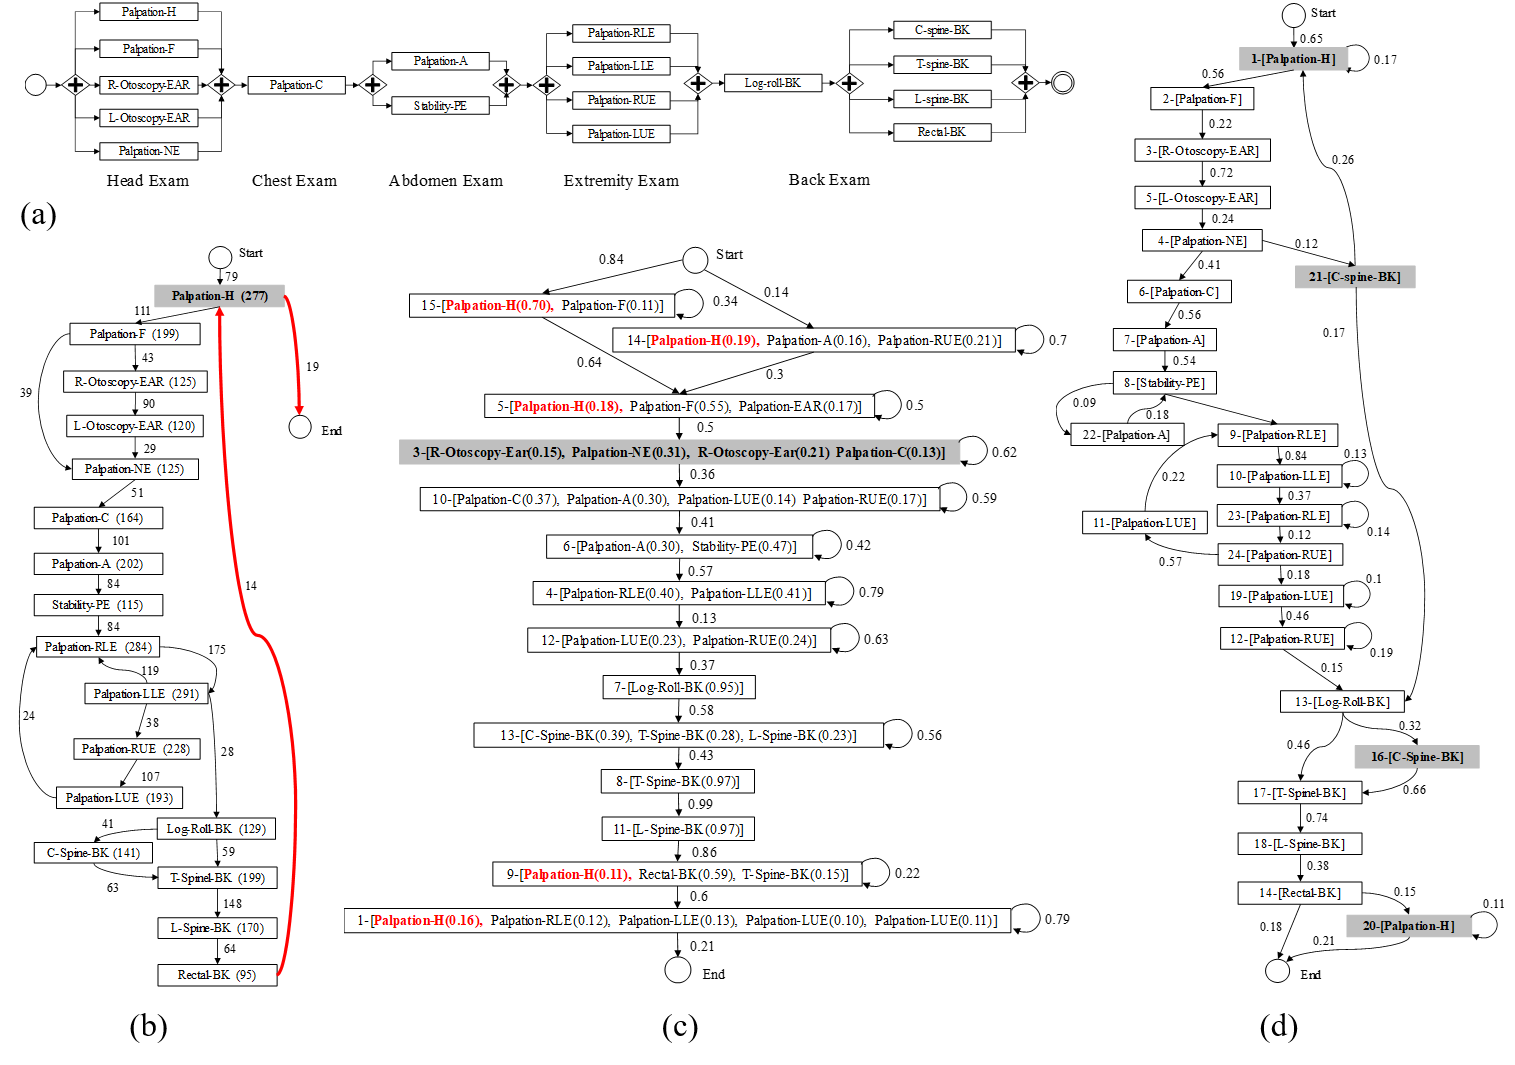 Palpation-H
Palpation-F
R-Otoscopy-EAR
L-Otoscopy-EAR
Palpation-NE
Palpation-C
Palpation-A
Stability-PE
Palpation-RLE
Palpation-LLE
Palpation-RUE
Palpation-LUE
Log-roll-BK
C-spine-BK
T-spine-BK
L-spine-BK
Rectal-BK
Head Exam
Chest Exam
Abdomen Exam
Extremity Exam
Back Exam
(a)
Start
79
Palpation-H (277)
111
Palpation-F (199)
43
39
R-Otoscopy-EAR (125)
90
L-Otoscopy-EAR (120)
29
Palpation-NE (125)
51
Palpation-C (164)
101
Palpation-A (202)
84
Stability-PE (115)
84
Palpation-RLE (284)
175
119
Palpation-LLE (291)
24
38
Palpation-RUE (228)
28
107
Palpation-LUE (193)
Log-Roll-BK (129)
41
59
C-Spine-BK (141)
63
T-Spinel-BK (199)
148
L-Spine-BK (170)
64
Rectal-BK (95)
14
19
End
(b)
Start
0.84
0.14
15-[Palpation-H(0.70), Palpation-F(0.11)]
0.34
14-[Palpation-H(0.19), Palpation-A(0.16), Palpation-RUE(0.21)]
0.7
0.64
0.3
5-[Palpation-H(0.18), Palpation-F(0.55), Palpation-EAR(0.17)]
0.5
0.5
3-[R-Otoscopy-Ear(0.15), Palpation-NE(0.31), R-Otoscopy-Ear(0.21) Palpation-C(0.13)]
0.62
0.36
10-[Palpation-C(0.37), Palpation-A(0.30), Palpation-LUE(0.14) Palpation-RUE(0.17)]
0.59
0.41
6-[Palpation-A(0.30), Stability-PE(0.47)]
0.42
0.57
4-[Palpation-RLE(0.40), Palpation-LLE(0.41)]
0.79
0.13
12-[Palpation-LUE(0.23), Palpation-RUE(0.24)]
0.63
0.37
7-[Log-Roll-BK(0.95)]
0.58
13-[C-Spine-BK(0.39), T-Spine-BK(0.28), L-Spine-BK(0.23)]
0.56
0.43
8-[T-Spine-BK(0.97)]
0.99
11-[L-Spine-BK(0.97)]
0.86
9-[Palpation-H(0.11), Rectal-BK(0.59), T-Spine-BK(0.15)]
0.22
0.6
1-[Palpation-H(0.16), Palpation-RLE(0.12), Palpation-LLE(0.13), Palpation-LUE(0.10), Palpation-LUE(0.11)]
0.79
0.21
End
(c)
Start
0.65
1-[Palpation-H]
0.17
0.56
2-[Palpation-F]
0.22
3-[R-Otoscopy-EAR]
0.72
5-[L-Otoscopy-EAR]
0.24
4-[Palpation-NE]
0.12
0.26
21-[C-spine-BK]
0.41
6-[Palpation-C]
0.56
7-[Palpation-A]
0.17
0.54
8-[Stability-PE]
0.09
0.18
22-[Palpation-A]
9-[Palpation-RLE]
0.84
0.13
10-[Palpation-LLE]
0.22
0.37
23-[Palpation-RLE]
0.14
11-[Palpation-LUE]
0.12
24-[Palpation-RUE]
0.57
0.18
0.1
19-[Palpation-LUE]
0.46
12-[Palpation-RUE]
0.19
0.15
13-[Log-Roll-BK]
0.32
0.46
16-[C-Spine-BK]
0.66
17-[T-Spinel-BK]
0.74
18-[L-Spine-BK]
0.38
14-[Rectal-BK]
0.15
0.11
20-[Palpation-H]
0.18
0.21
End
(d)